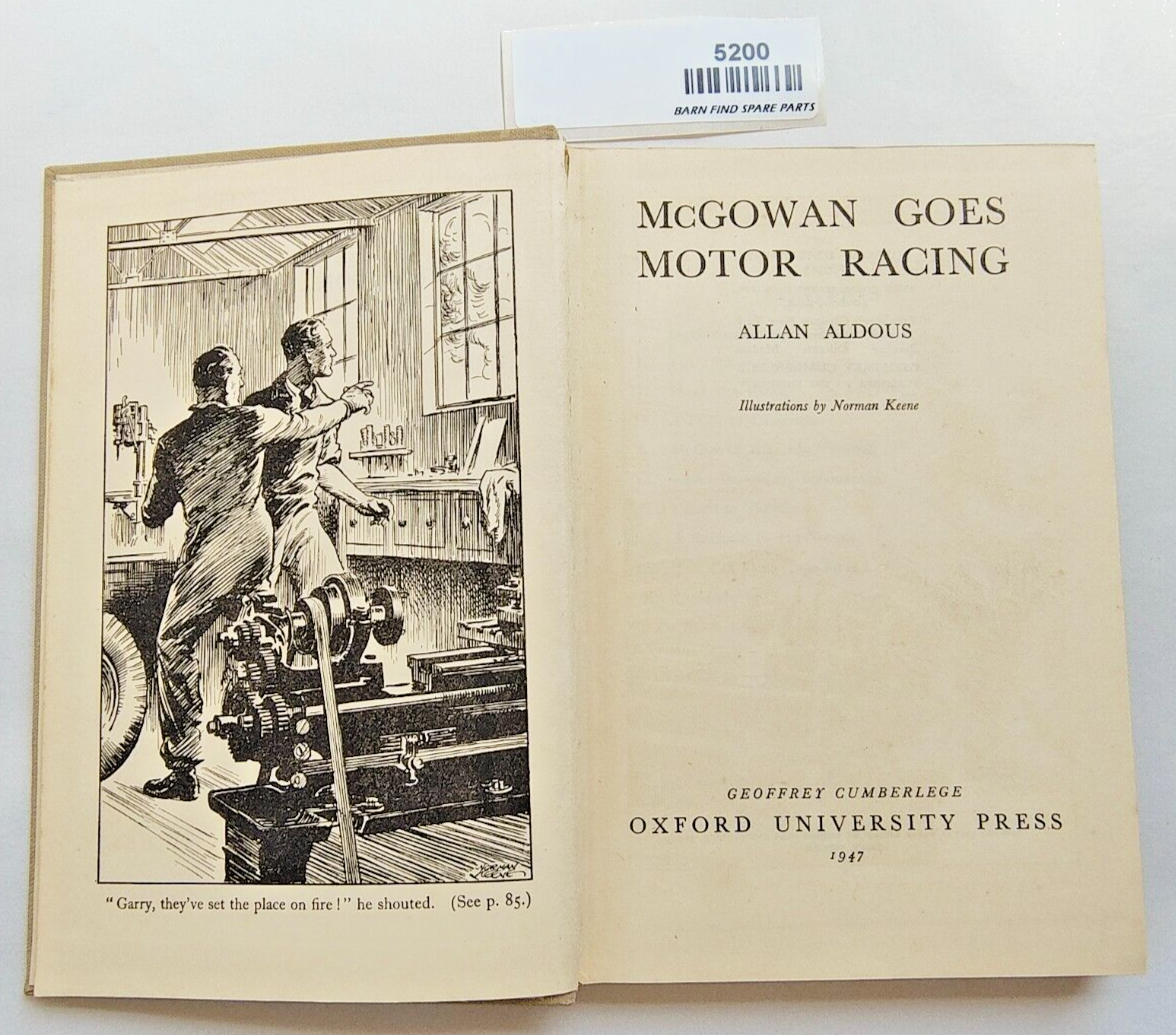 5200
BARN FIND SPARE PARTS
NORMAN
KEENE
"Garry, they've set the place on fire!" he shouted. (See p. 85.)
McGOWAN GOES
MOTOR RACING
ALLAN ALDOUS
Illustrations by Norman Keene
GEOFFREY CUMBERLEGE
OXFORD UNIVERSITY PRESS
1947